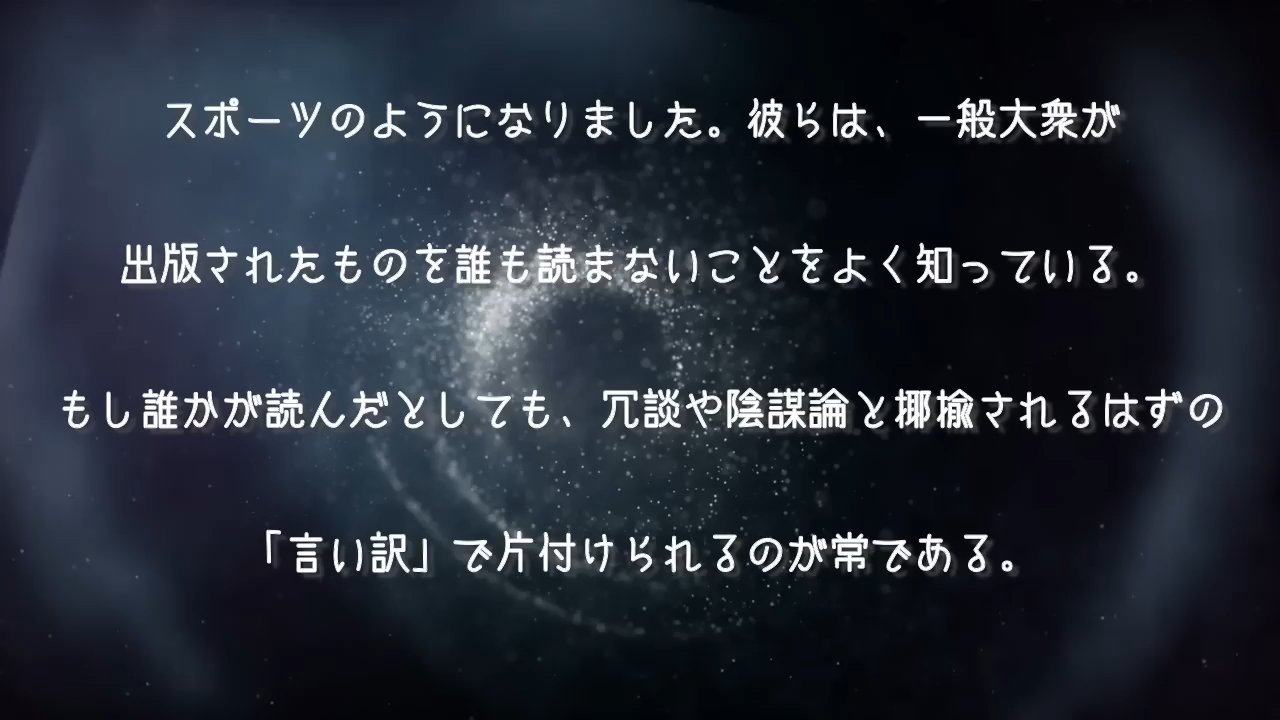 スポーツのようになりました。彼らは、一般大衆が
出版されたものを誰も読まないことをよく知っている。
もし誰かが読んだとしても、冗談や陰謀論と揶揄されるはずの
「言い訳」で片付けられるのが常である。